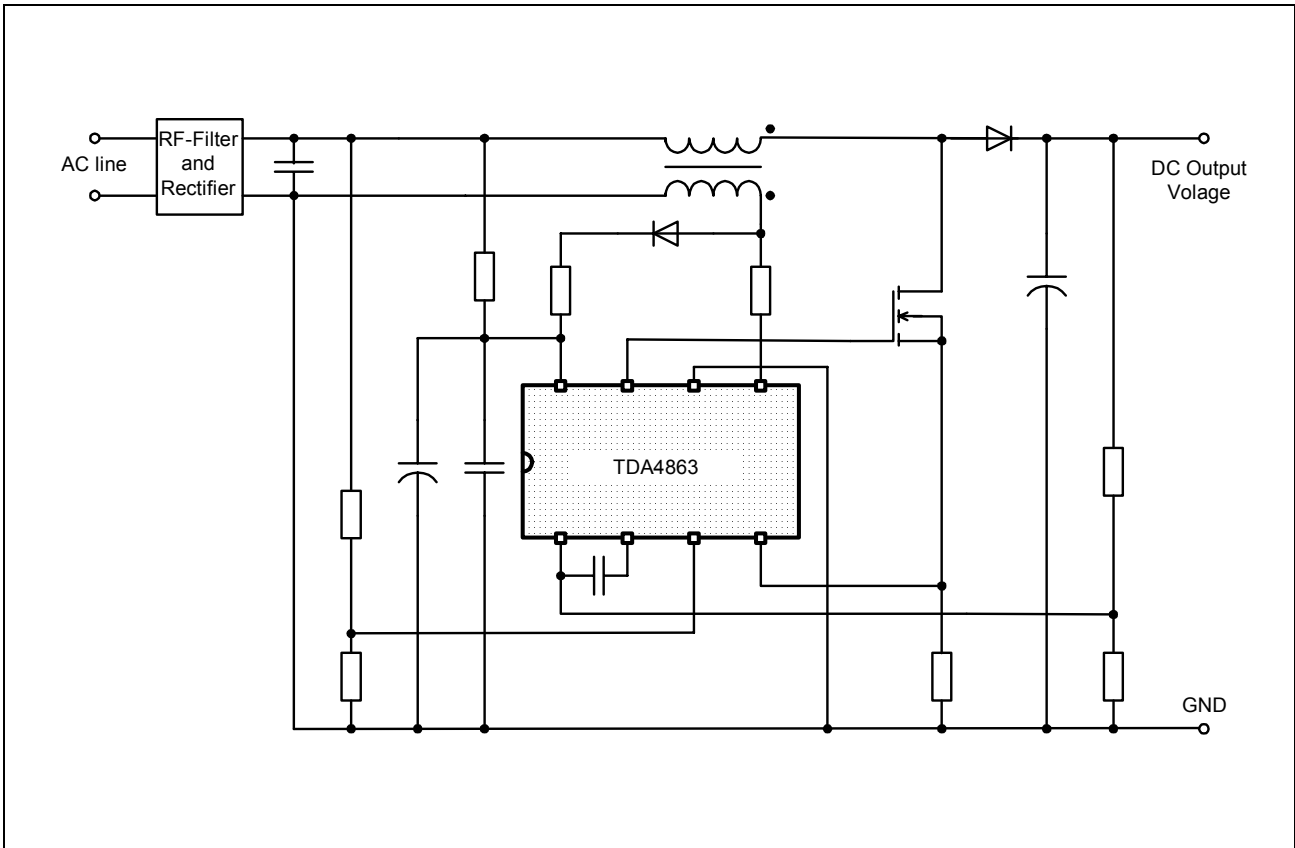 RF-Filter
and
Rectifier
AC line
DC Output
Volage
TDA4863
GND